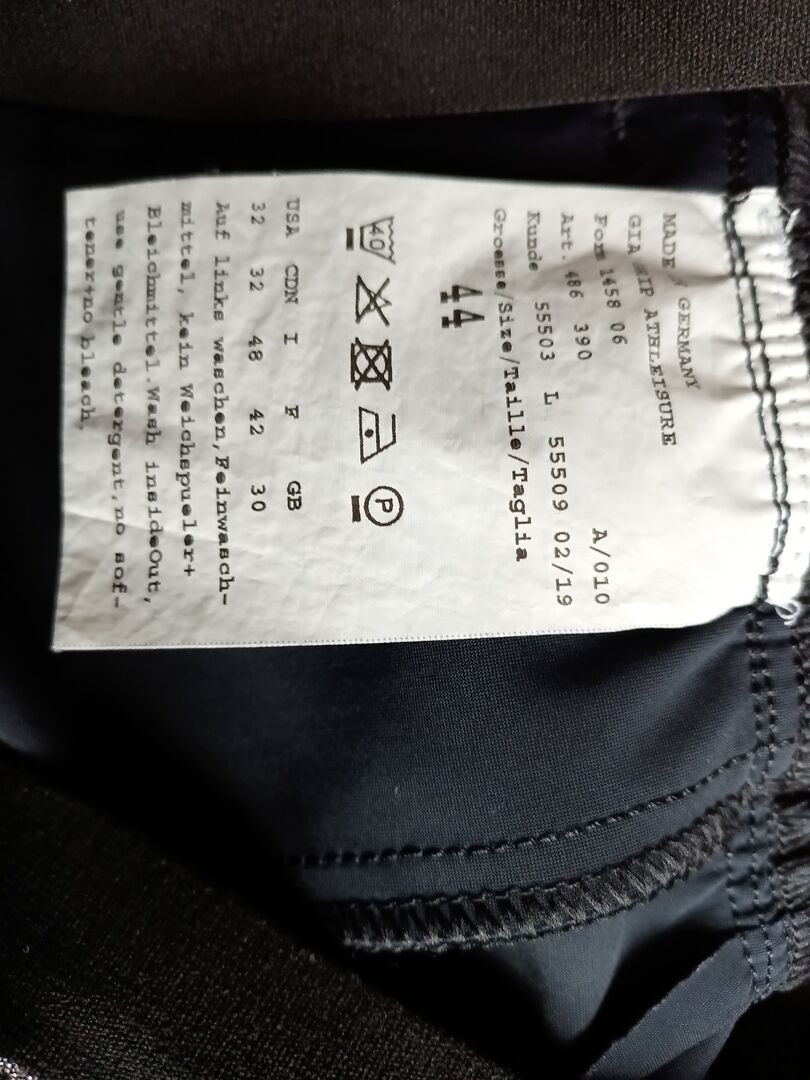 MADE GERMANY
GIA ATHLEISURE
Form 1458 06
Art. 486 390 A/010
Kunde 55503 L 55509 02/19
Groesse/Size/Taille/Taglia
44
40
P
USA CDN I F GB
32 32 48 42 30
Auf links waschen,Feinwasch-
mittel, kein Weichspueler+
Bleichmittel.Wash insideOut,
use gentle detergent,no sof-
tener+no bleach.